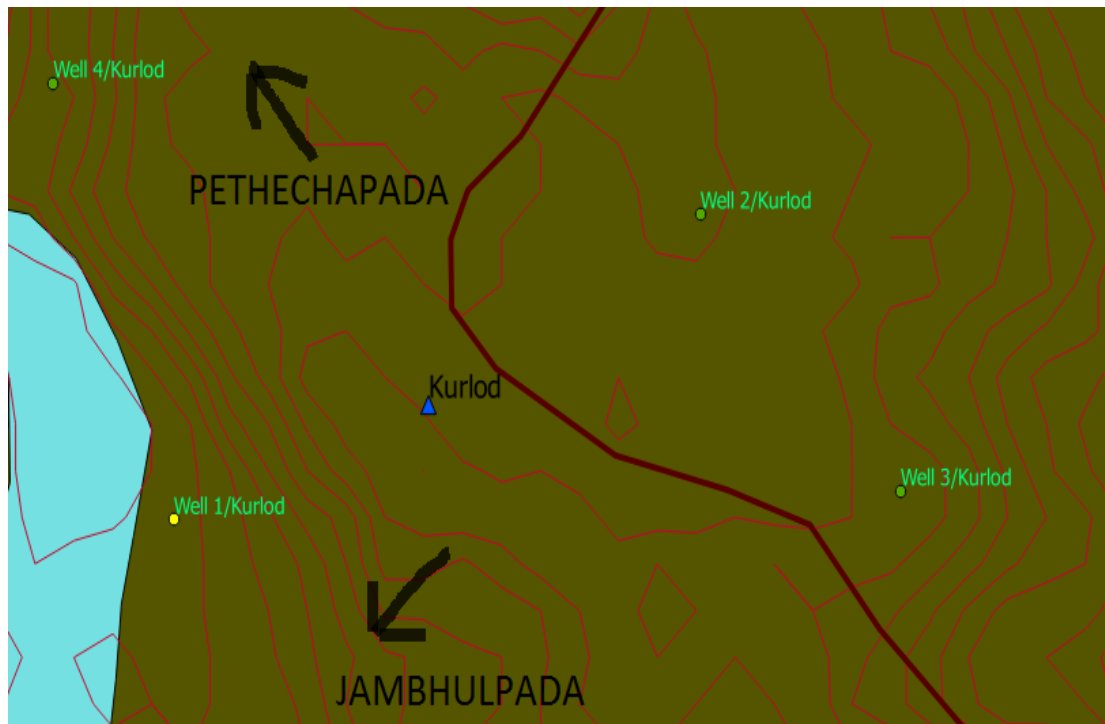 Well 4/Kurlod
PETHECHAPADA
Well 2/Kurlod
Kurlod
Well 3/Kurlod
Well 1/Kurlod
JAMBHULPADA